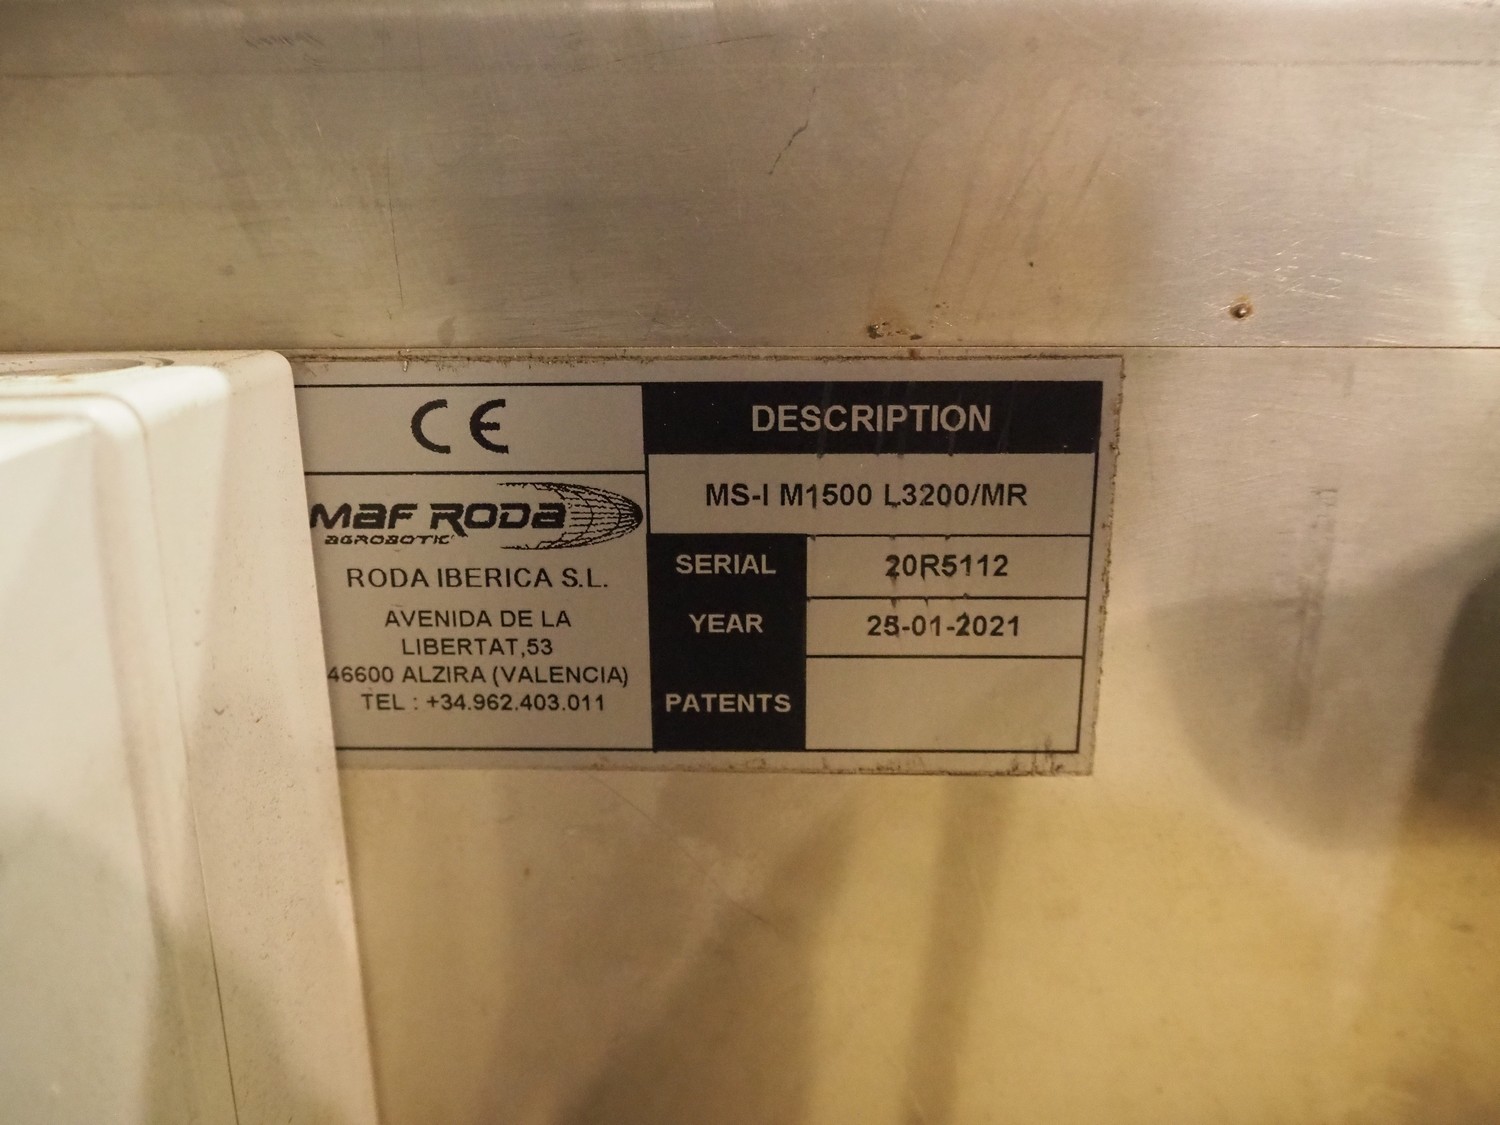 CE
MAF RODA
AGROBOTIC
RODA IBERICA S.L.
AVENIDA DE LA
LIBERTAT,53
46600 ALZIRA (VALENCIA)
TEL : +34.962.403.011
DESCRIPTION
MS-I M1500 L3200/MR
SERIAL 20R5112
YEAR 25-01-2021
PATENTS